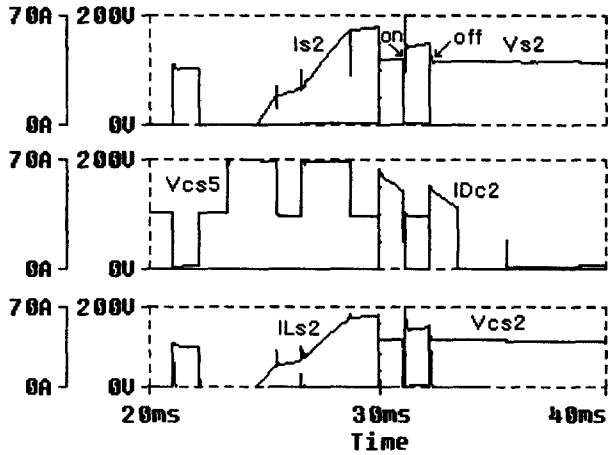 70A 200V
Is2 on off Vs2
0A 0V
70A 200V
Vcs5 IDc2
0A 0V
70A 200V
ILs2 Vcs2
0A 0V
20ms 30ms 40ms
Time